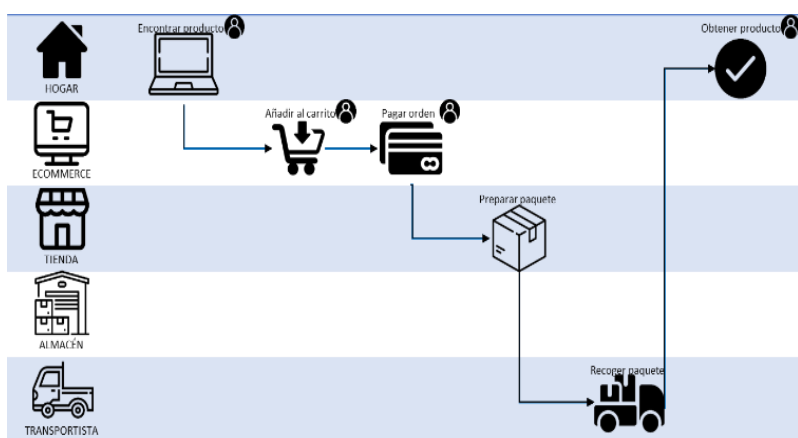 Encontrar producto
Obtener producto
HOGAR
Añadir al carrito
Pagar orden
ECOMMERCE
Preparar paquete
TIENDA
ALMACÉN
Recoger paquete
TRANSPORTISTA